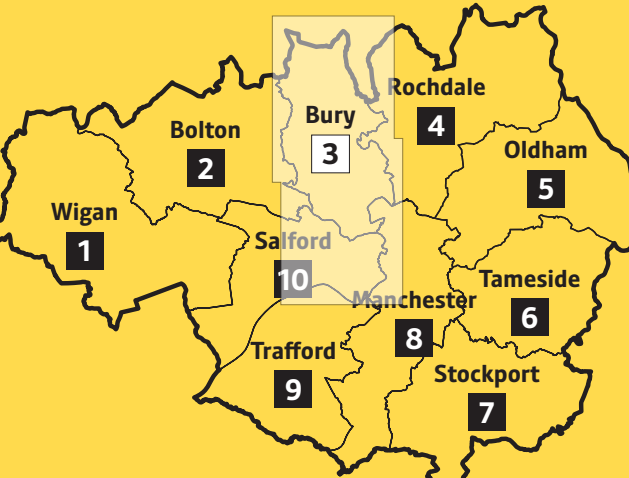 Rochdale
4
Bury
3
Bolton
2
Oldham
5
Wigan
1
Salford
10
Tameside
6
Manchester
8
Trafford
9
Stockport
7